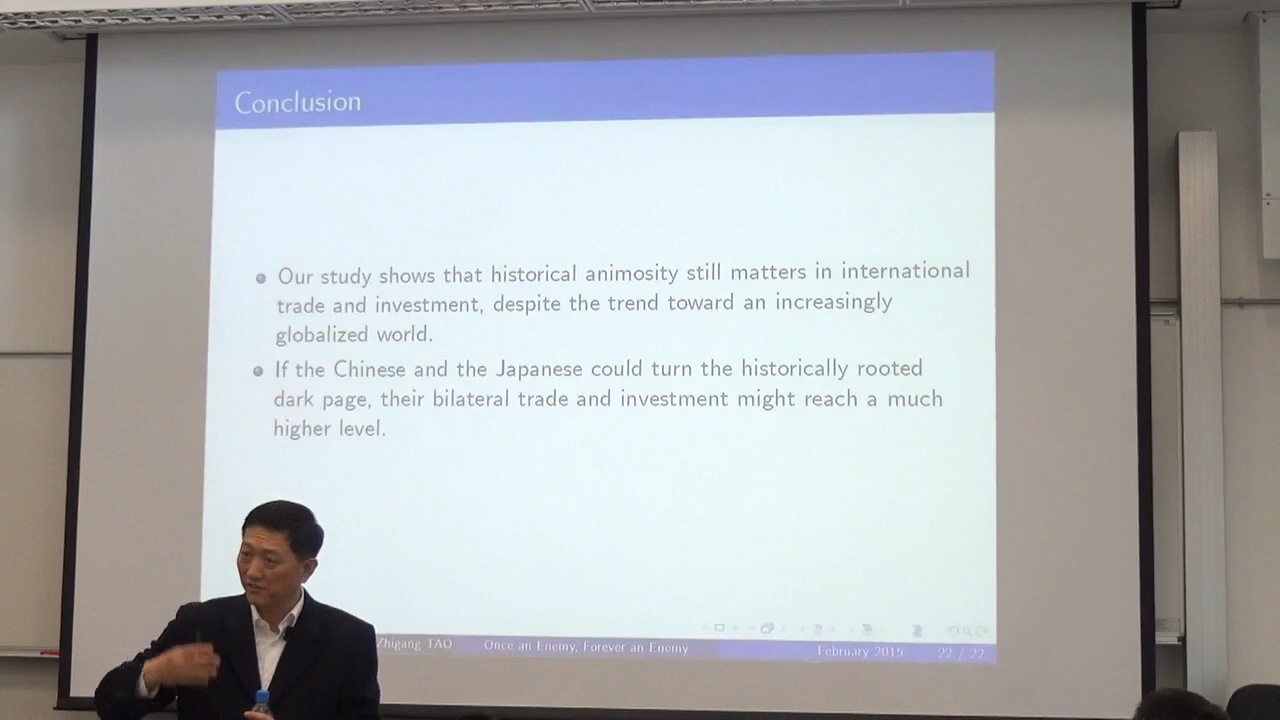 Conclusion
Our study shows that historical animosity still matters in international
trade and investment, despite the trend toward an increasingly
globalized world.
If the Chinese and the Japanese could turn the historically rooted
dark page, their bilateral trade and investment might reach a much
higher level.
Zhigang TAO Once an Enemy, Forever an Enemy February 2015 22 / 22